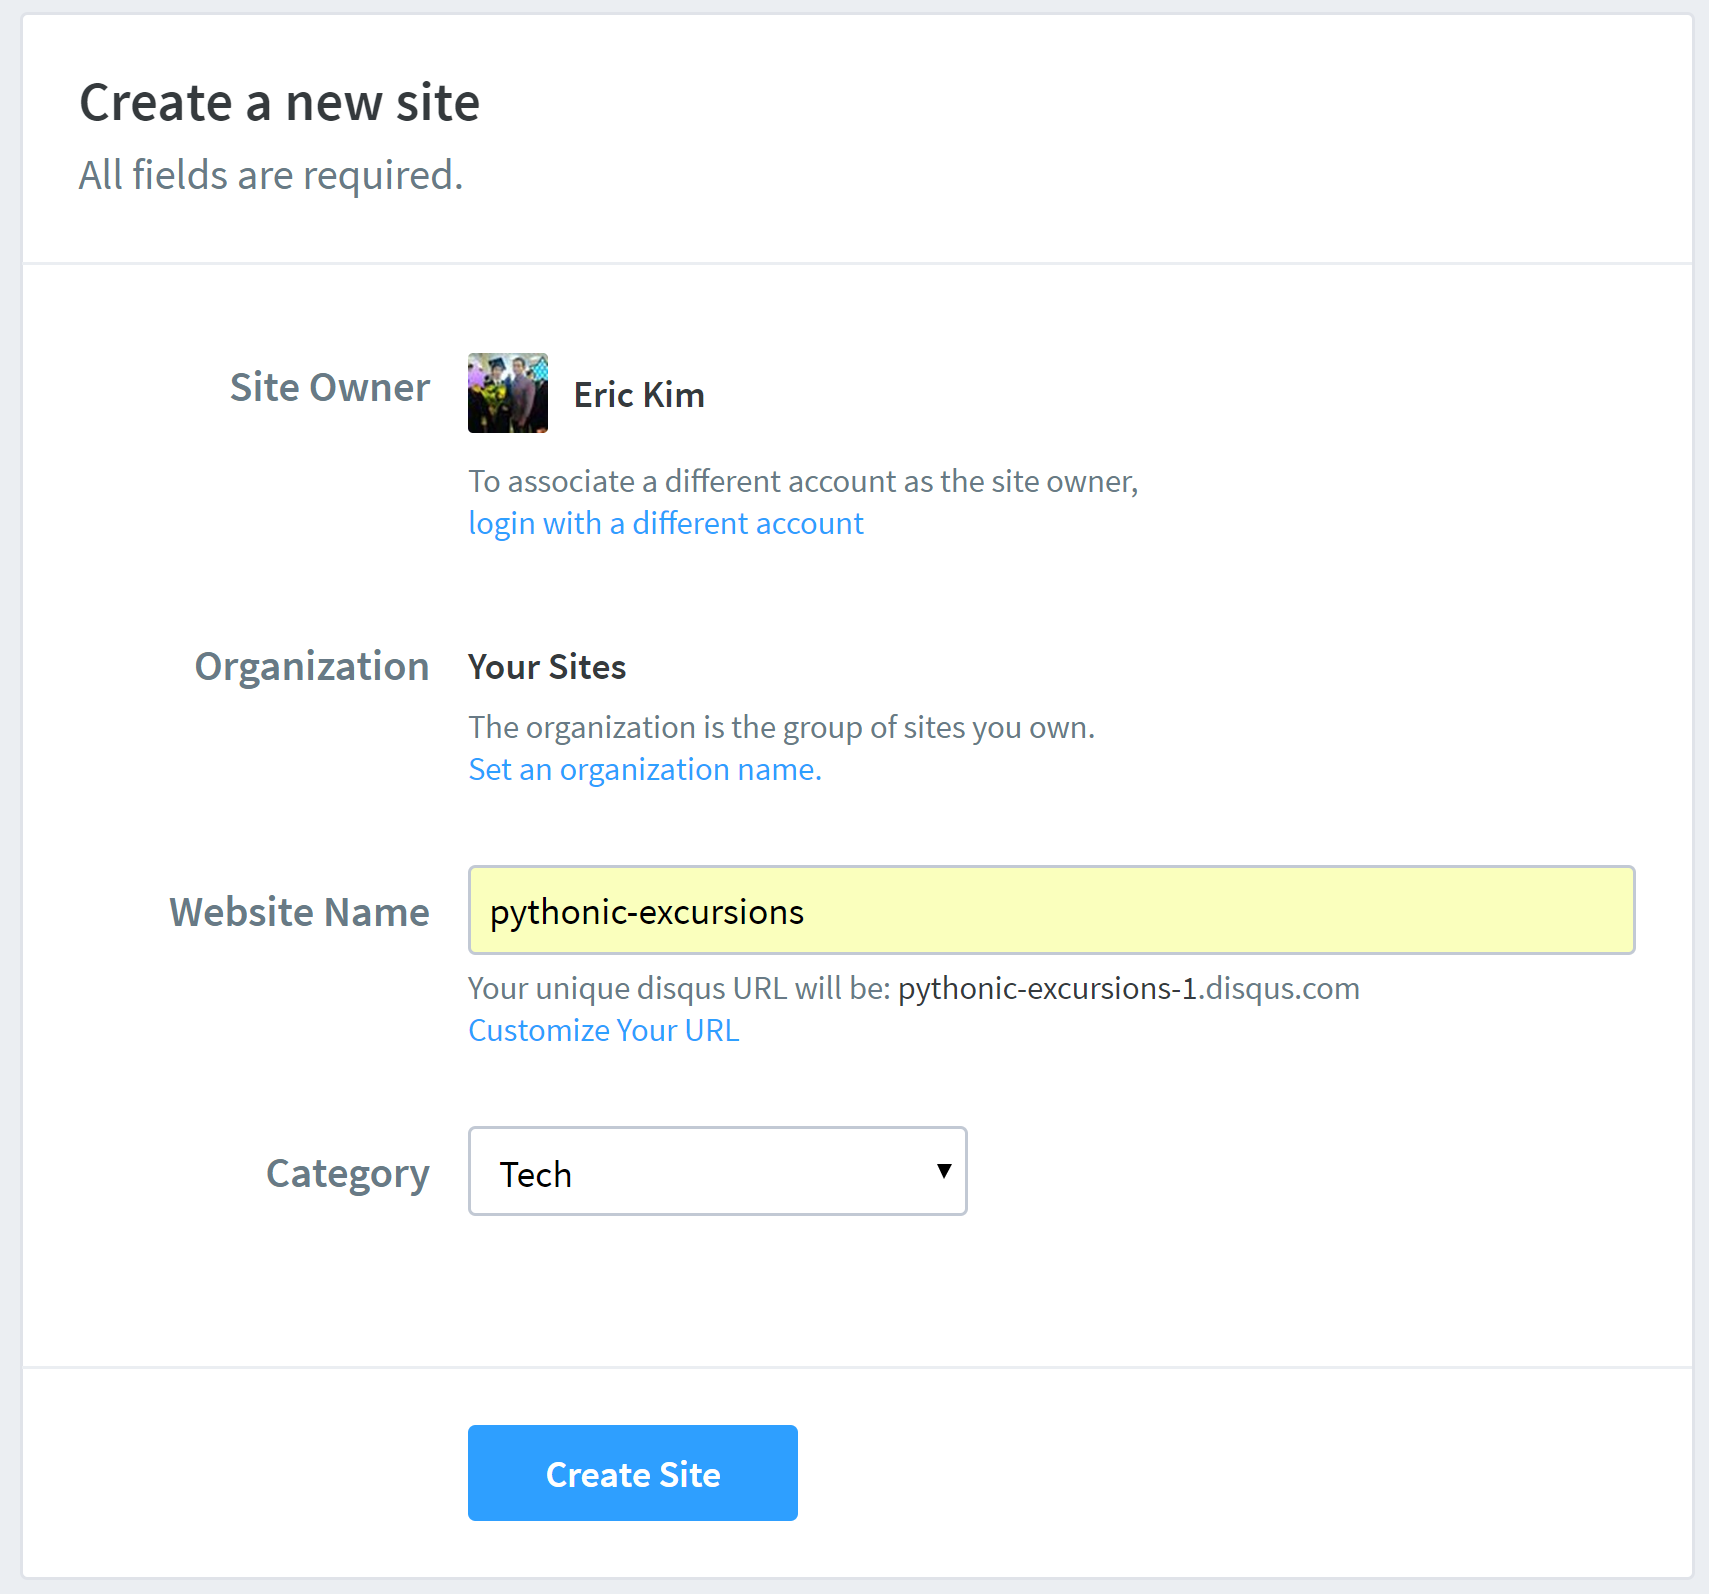 Create a new site
All fields are required.
Site Owner
Eric Kim
To associate a different account as the site owner,
login with a different account
Organization
Your Sites
The organization is the group of sites you own.
Set an organization name.
Website Name
pythonic-excursions
Your unique disqus URL will be: pythonic-excursions-1.disqus.com
Customize Your URL
Category
Tech
Create Site